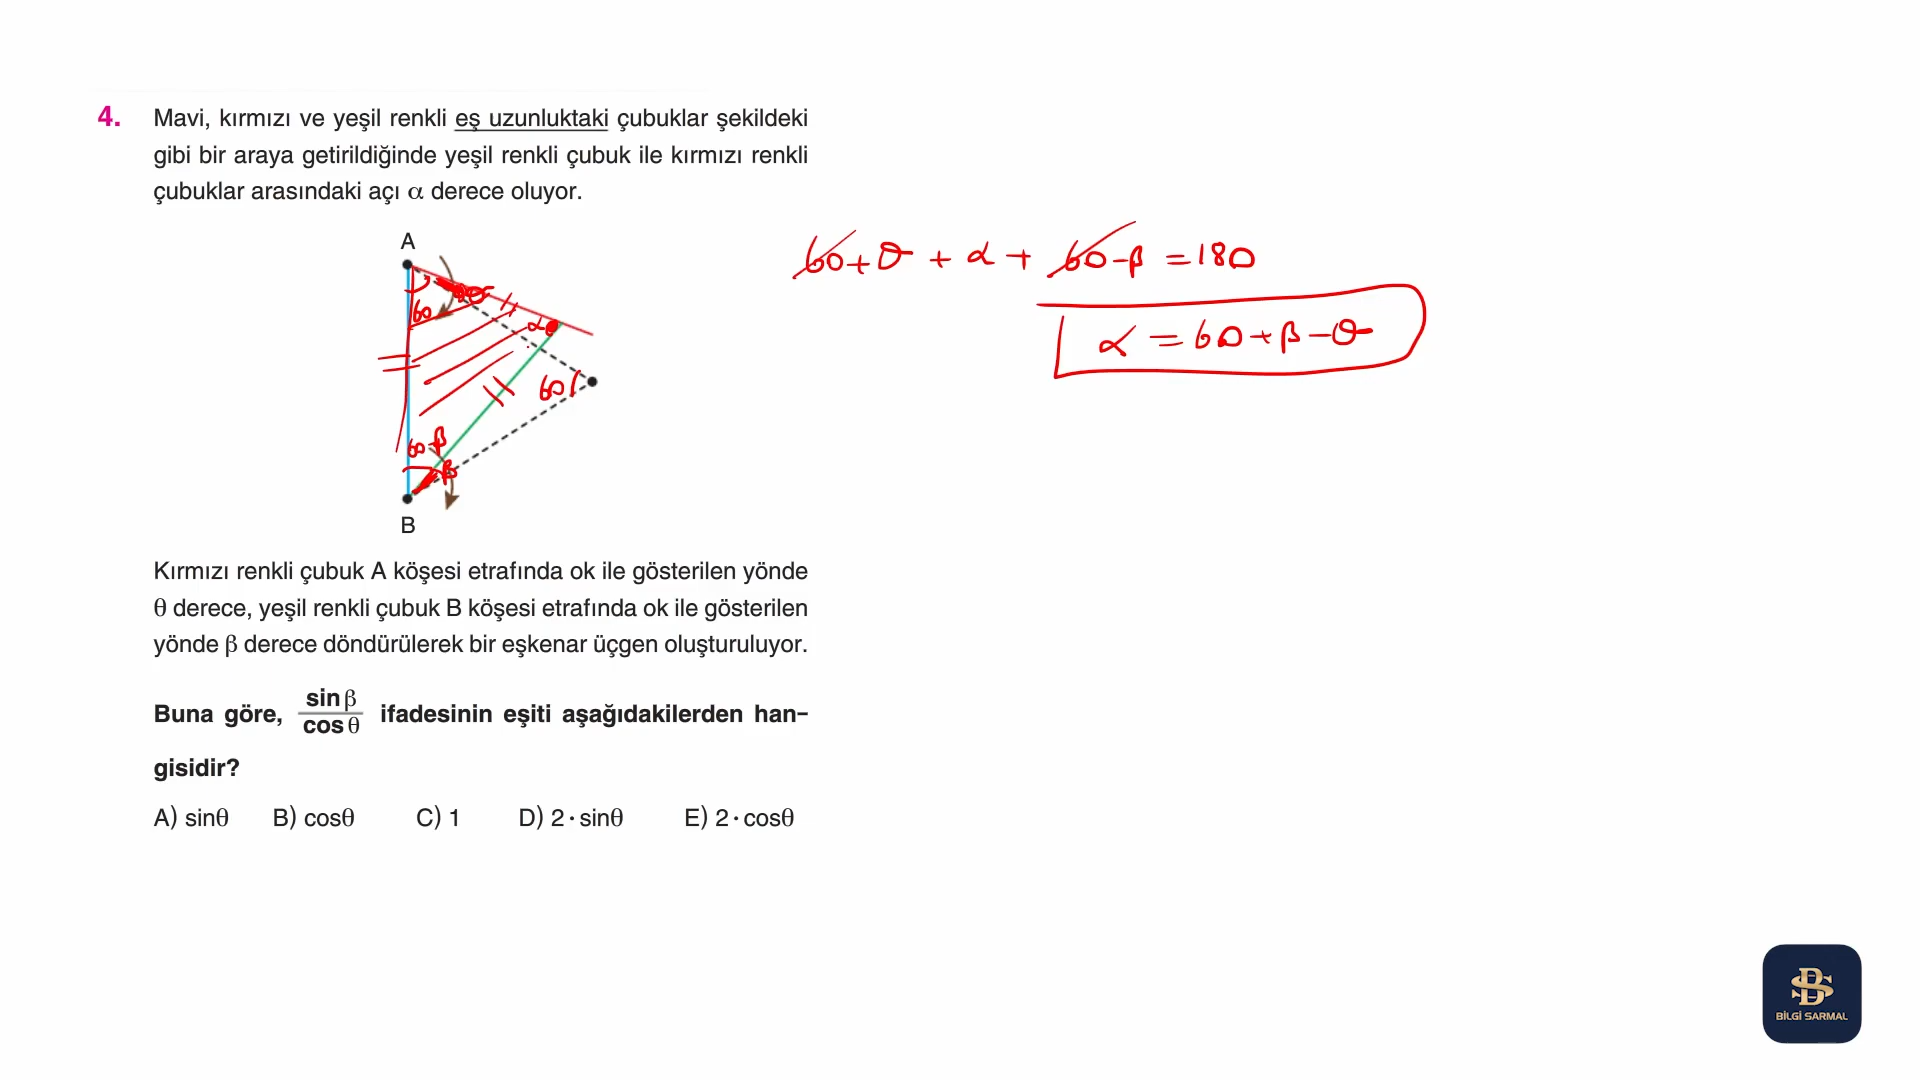 4. Mavi, kırmızı ve yeşil renkli eş uzunluktaki çubuklar şekildeki
gibi bir araya getirildiğinde yeşil renkli çubuk ile kırmızı renkli
çubuklar arasındaki açı α derece oluyor.
A
60
α
60
60-β
β
B
60+θ+α+60-β=180
α=60+β-θ
Kırmızı renkli çubuk A köşesi etrafında ok ile gösterilen yönde
θ derece, yeşil renkli çubuk B köşesi etrafında ok ile gösterilen
yönde β derece döndürülerek bir eşkenar üçgen oluşturuluyor.
Buna göre, sinβ/cosθ ifadesinin eşiti aşağıdakilerden han-
gisidir?
A) sinθ B) cosθ C) 1 D) 2·sinθ E) 2·cosθ
BİLGİ SARMAL